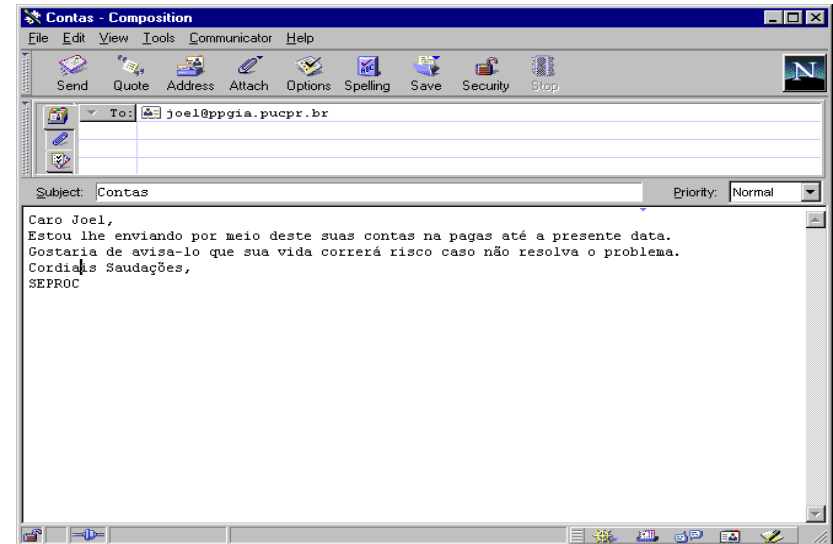 Contas - Composition
File Edit View Tools Communicator Help
Send Quote Address Attach Options Spelling Save Security Stop
To: joel@ppgia.pucpr.br
Subject: Contas Priority: Normal
Caro Joel,
Estou lhe enviando por meio deste suas contas na pagas até a presente data.
Gostaria de avisa-lo que sua vida correrá risco caso não resolva o problema.
Cordiais Saudações,
SEPROC